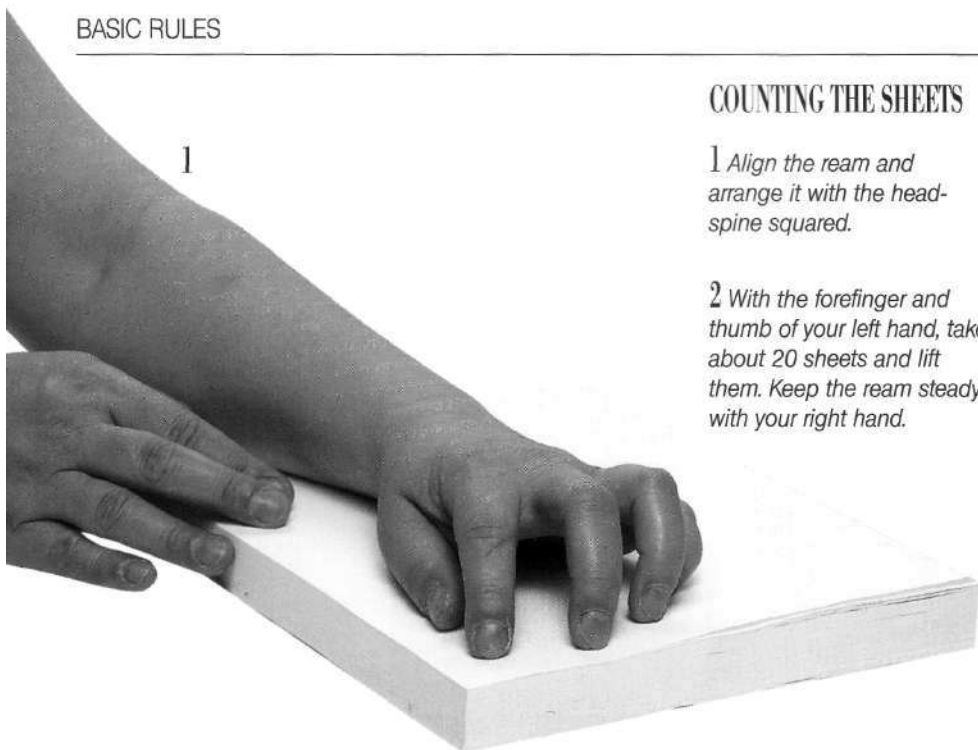 BASIC RULES
1
COUNTING THE SHEETS
1 Align the ream and
arrange it with the head-
spine squared.
2 With the forefinger and
thumb of your left hand, take
about 20 sheets and lift
them. Keep the ream steady
with your right hand.